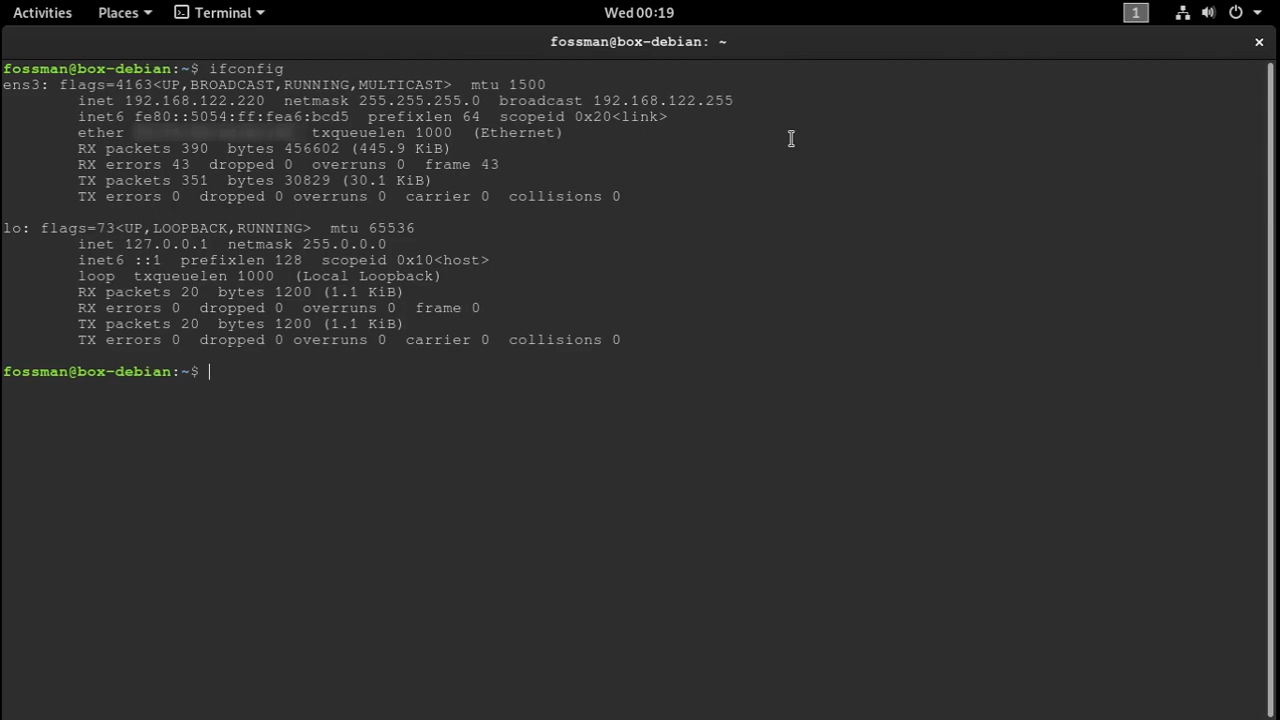 Activities Places Terminal Wed 00:19 1
fossman@box-debian: ~
fossman@box-debian:~$ ifconfig
ens3: flags=4163<UP,BROADCAST,RUNNING,MULTICAST>  mtu 1500
        inet 192.168.122.220  netmask 255.255.255.0  broadcast 192.168.122.255
        inet6 fe80::5054:ff:fea6:bcd5  prefixlen 64  scopeid 0x20<link>
        ether  txqueuelen 1000  (Ethernet)
        RX packets 390  bytes 456602 (445.9 KiB)
        RX errors 43  dropped 0  overruns 0  frame 43
        TX packets 351  bytes 30829 (30.1 KiB)
        TX errors 0  dropped 0 overruns 0  carrier 0  collisions 0
lo: flags=73<UP,LOOPBACK,RUNNING>  mtu 65536
        inet 127.0.0.1  netmask 255.0.0.0
        inet6 ::1  prefixlen 128  scopeid 0x10<host>
        loop  txqueuelen 1000  (Local Loopback)
        RX packets 20  bytes 1200 (1.1 KiB)
        RX errors 0  dropped 0  overruns 0  frame 0
        TX packets 20  bytes 1200 (1.1 KiB)
        TX errors 0  dropped 0 overruns 0  carrier 0  collisions 0
fossman@box-debian:~$